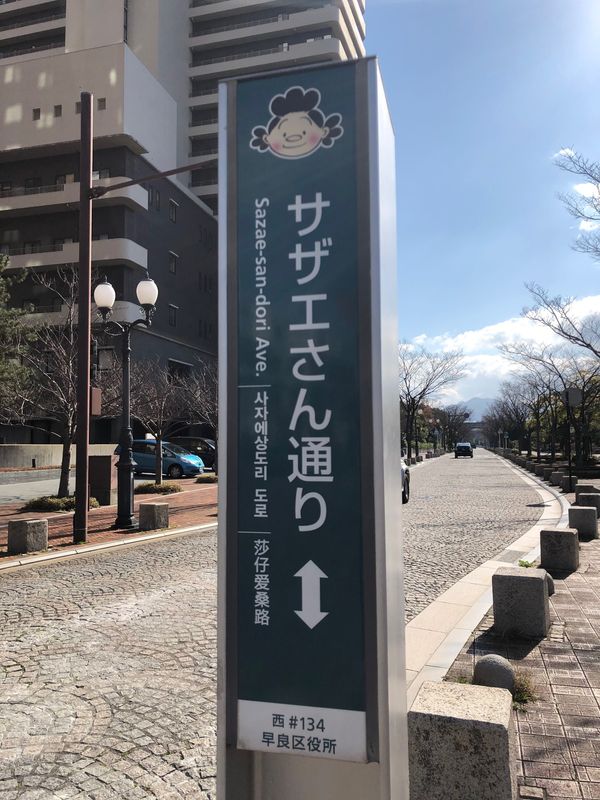 サザエさん通り
Sazae-san-dori Ave.
사자에상도리 도로
莎仔爱桑路
西 #134
早良区役所